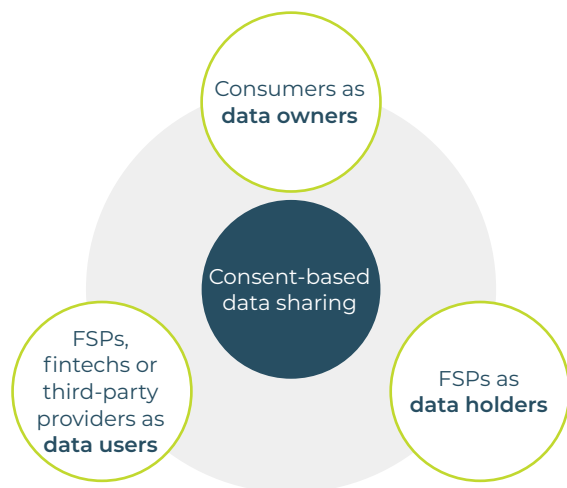 Consumers as
data owners
Consent-based
data sharing
FSPs,
fintechs or
third-party
providers as
data users
FSPs as
data holders